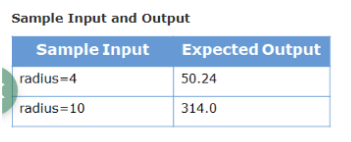 Sample Input and Output
Sample Input Expected Output
radius=4 50.24
radius=10 314.0